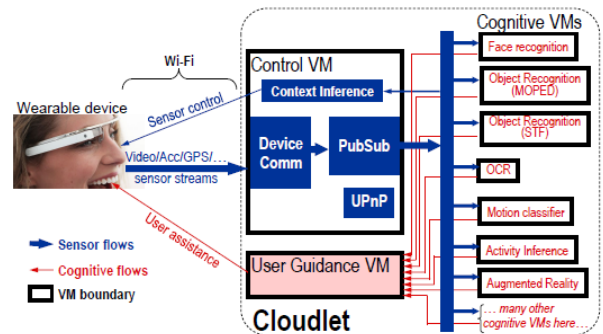 Cognitive VMs
Face recognition
Object Recognition
(MOPED)
Object Recognition
(STF)
OCR
Motion classifier
Activity Inference
Augmented Reality
… many other
cognitive VMs here…
Wi-Fi
Control VM
Context Inference
Device
Comm
PubSub
UPnP
Sensor control
Wearable device
Video/Acc/GPS/…
sensor streams
User assistance
User Guidance VM
Cloudlet
Sensor flows
Cognitive flows
VM boundary